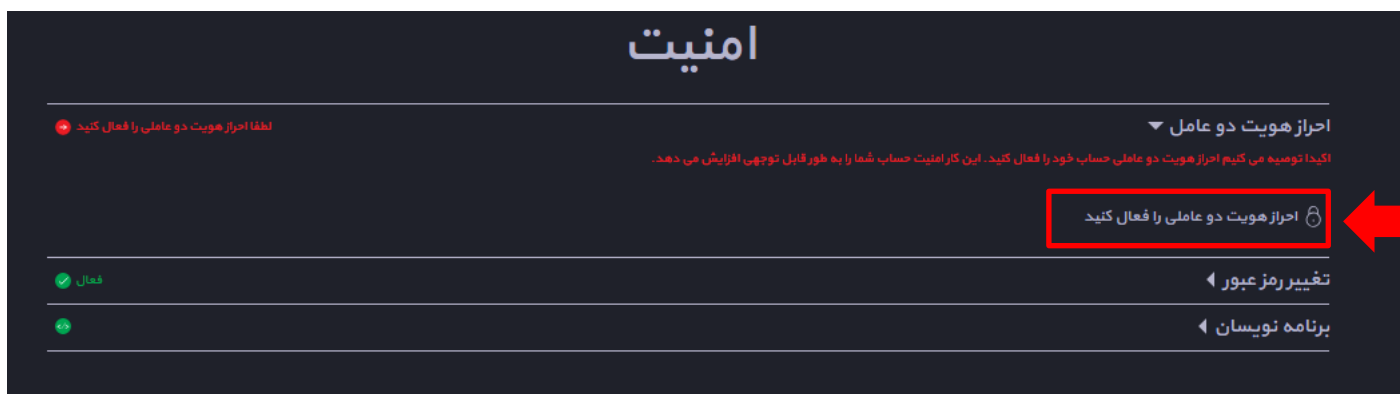 امنیت
احراز هویت دو عامل
لطفا احراز هویت دو عاملی را فعال کنید
اکیدا توصیه می کنیم احراز هویت دو عاملی حساب خود را فعال کنید. این کار امنیت حساب شما را به طور قابل توجهی افزایش می دهد.
احراز هویت دو عاملی را فعال کنید
تغییر رمز عبور
فعال
برنامه نویسان